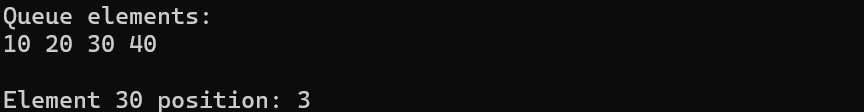 Queue elements:
10 20 30 40
Element 30 position: 3